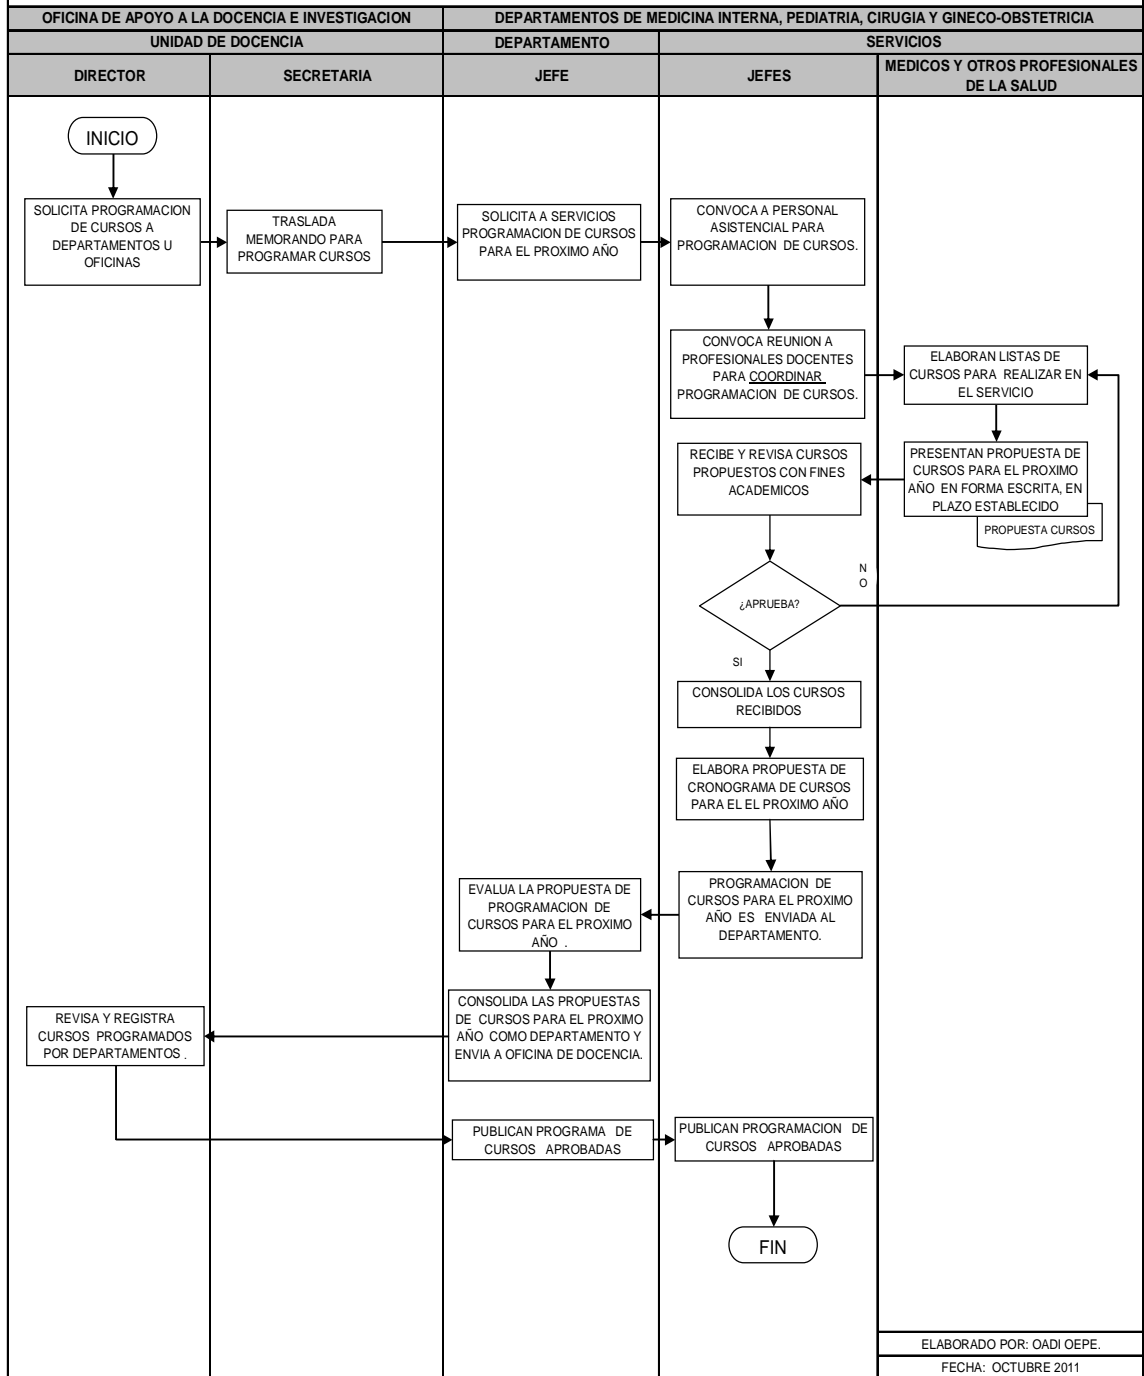 OFICINA DE APOYO A LA DOCENCIA E INVESTIGACION
DEPARTAMENTOS DE MEDICINA INTERNA, PEDIATRIA, CIRUGIA Y GINECO-OBSTETRICIA
UNIDAD DE DOCENCIA
DEPARTAMENTO
SERVICIOS
DIRECTOR
SECRETARIA
JEFE
JEFES
MEDICOS Y OTROS PROFESIONALES
DE LA SALUD
INICIO
SOLICITA PROGRAMACION
DE CURSOS A
DEPARTAMENTOS U
OFICINAS
TRASLADA
MEMORANDO PARA
PROGRAMAR CURSOS
SOLICITA A SERVICIOS
PROGRAMACION DE CURSOS
PARA EL PROXIMO AÑO
CONVOCA A PERSONAL
ASISTENCIAL PARA
PROGRAMACION DE CURSOS.
CONVOCA REUNION A
PROFESIONALES DOCENTES
PARA COORDINAR
PROGRAMACION DE CURSOS.
ELABORAN LISTAS DE
CURSOS PARA REALIZAR EN
EL SERVICIO
PRESENTAN PROPUESTA DE
CURSOS PARA EL PROXIMO
AÑO EN FORMA ESCRITA, EN
PLAZO ESTABLECIDO
PROPUESTA CURSOS
RECIBE Y REVISA CURSOS
PROPUESTOS CON FINES
ACADEMICOS
¿APRUEBA?
N
O
SI
CONSOLIDA LOS CURSOS
RECIBIDOS
ELABORA PROPUESTA DE
CRONOGRAMA DE CURSOS
PARA EL EL PROXIMO AÑO
PROGRAMACION DE
CURSOS PARA EL PROXIMO
AÑO ES ENVIADA AL
DEPARTAMENTO.
EVALUA LA PROPUESTA DE
PROGRAMACION DE
CURSOS PARA EL PROXIMO
AÑO .
CONSOLIDA LAS PROPUESTAS
DE CURSOS PARA EL PROXIMO
AÑO COMO DEPARTAMENTO Y
ENVIA A OFICINA DE DOCENCIA.
REVISA Y REGISTRA
CURSOS PROGRAMADOS
POR DEPARTAMENTOS .
PUBLICAN PROGRAMA DE
CURSOS APROBADAS
PUBLICAN PROGRAMACION DE
CURSOS APROBADAS
FIN
ELABORADO POR: OADI OEPE.
FECHA: OCTUBRE 2011